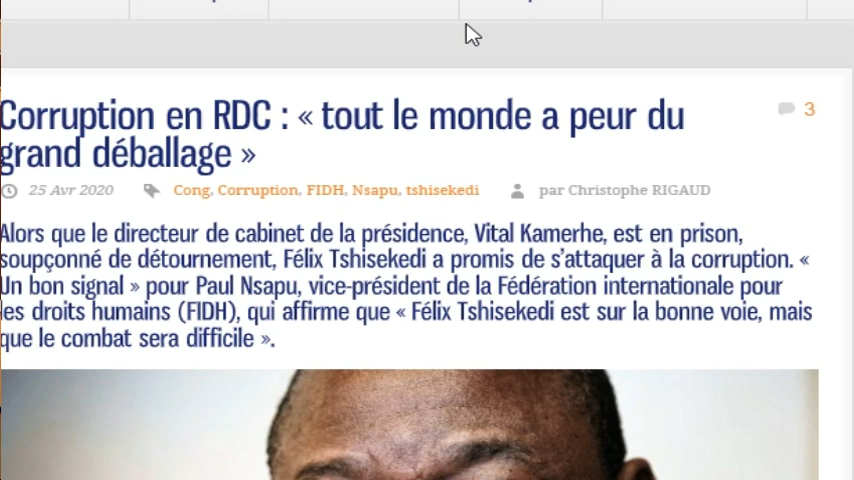 Corruption en RDC : « tout le monde a peur du
grand déballage »
3
25 Avr 2020 Cong, Corruption, FIDH, Nsapu, tshisekedi par Christophe RIGAUD
Alors que le directeur de cabinet de la présidence, Vital Kamerhe, est en prison,
soupçonné de détournement, Félix Tshisekedi a promis de s’attaquer à la corruption. «
Un bon signal » pour Paul Nsapu, vice-président de la Fédération internationale pour
les droits humains (FIDH), qui affirme que « Félix Tshisekedi est sur la bonne voie, mais
que le combat sera difficile ».